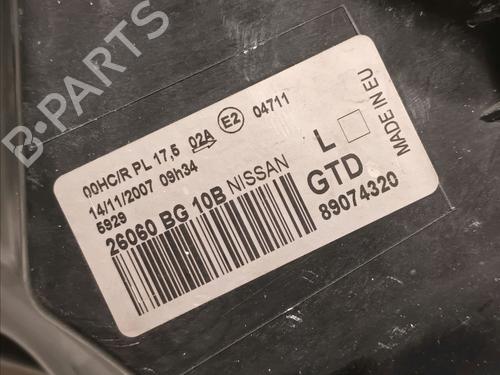 B-PARTS
00HC/R PL 17,5 02A E2 04711
14/11/2007 09h34
5929
26060 BG 10B NISSAN
L
GTD
89074320
MADE IN EU